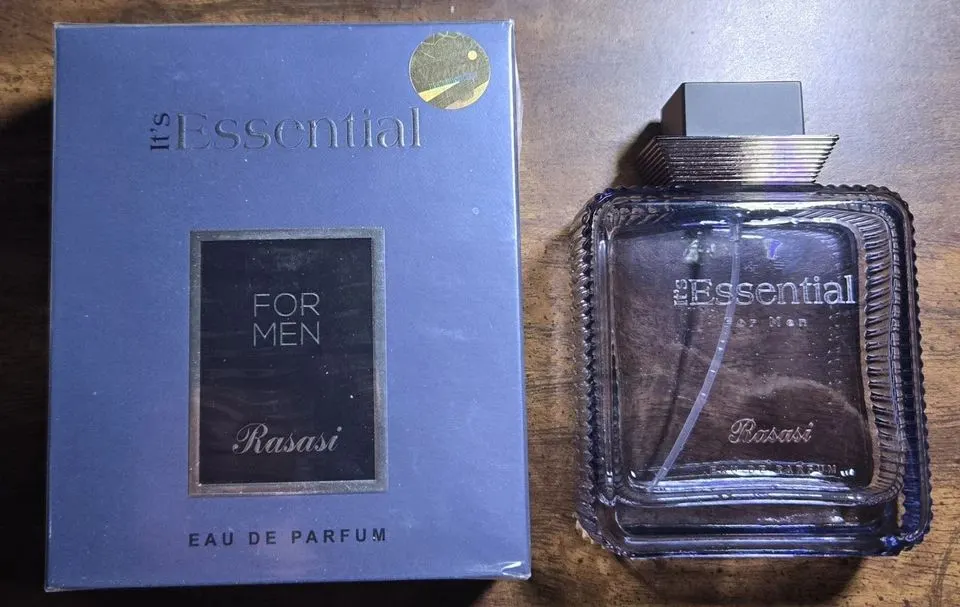 It's Essential
FOR
MEN
Rasasi
EAU DE PARFUM
It's Essential
For Men
Rasasi
EAU DE PARFUM